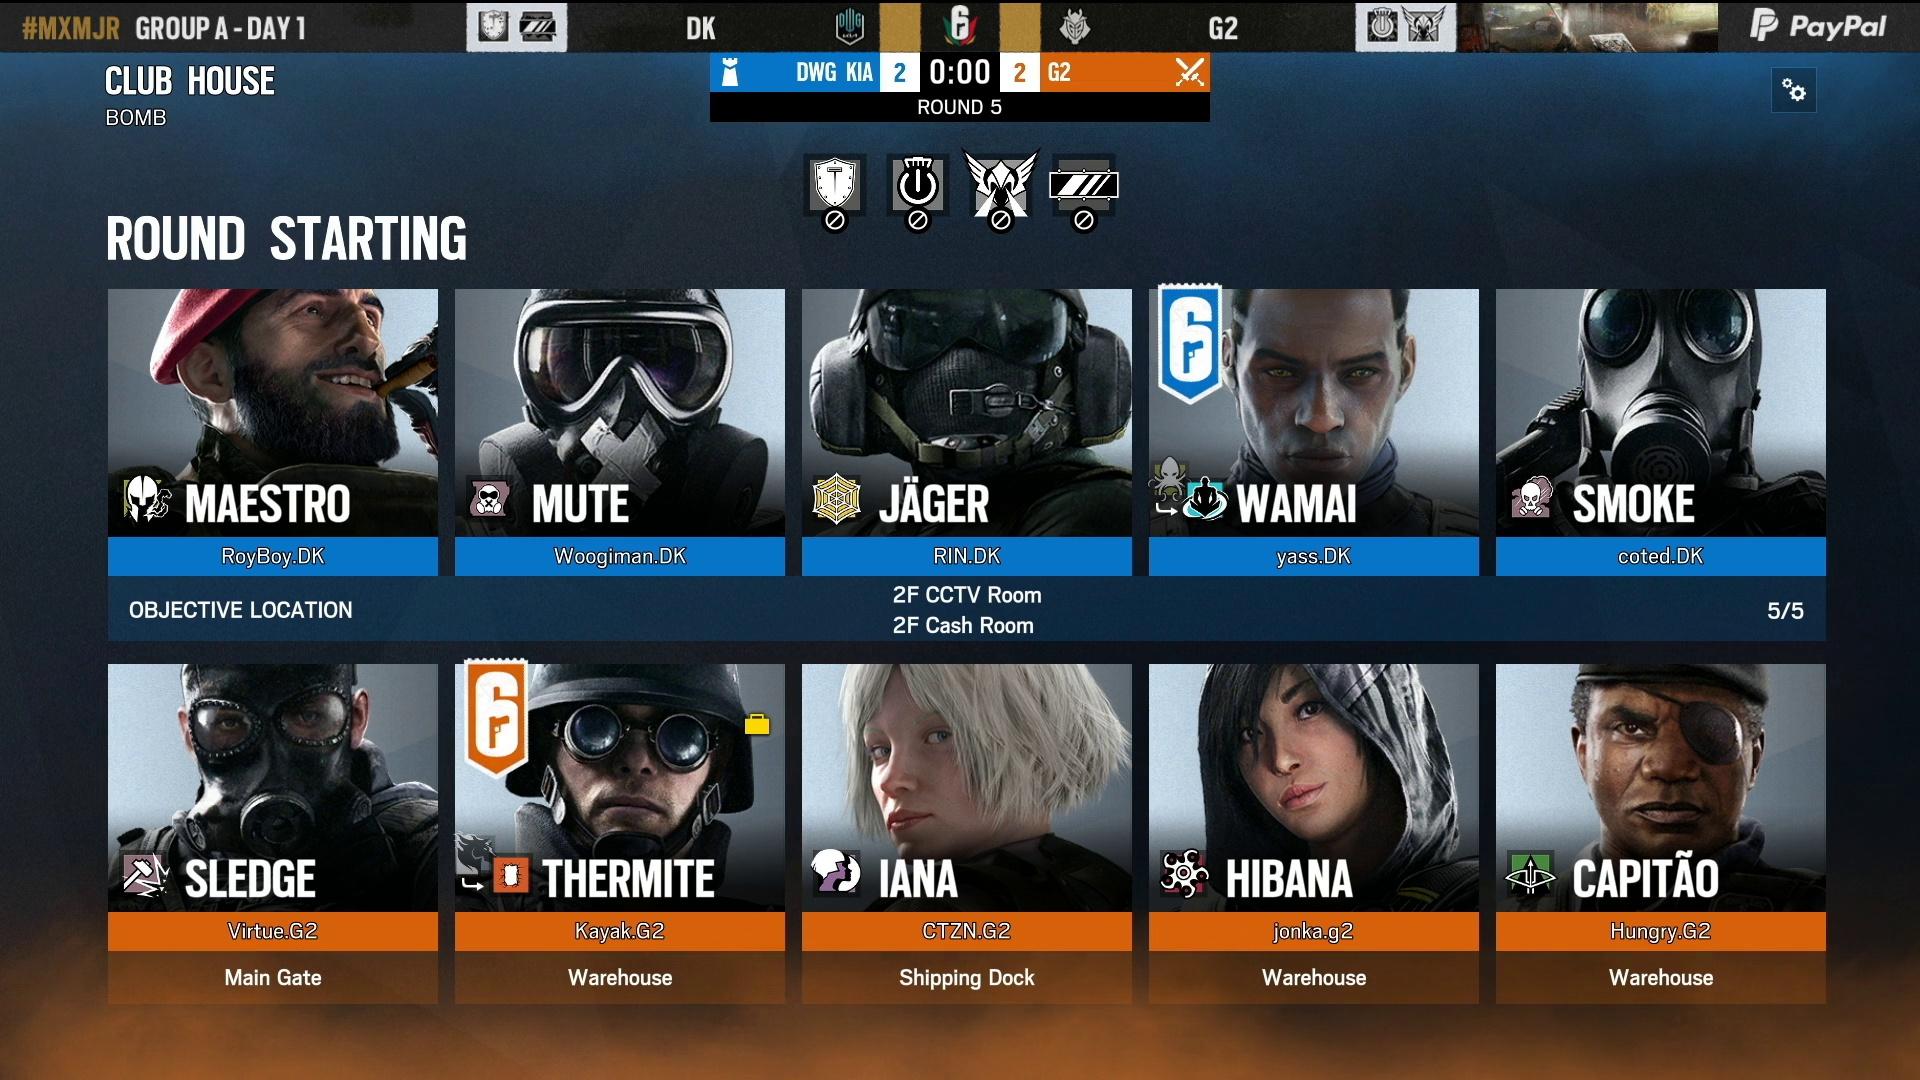 #MXMJR GROUP A - DAY 1
DK
6
G2
PayPal
CLUB HOUSE
BOMB
DWG KIA 2 0:00 2 G2
ROUND 5
ROUND STARTING
6
MAESTRO
MUTE
JÄGER
WAMAI
SMOKE
RoyBoy.DK
Woogiman.DK
RIN.DK
yass.DK
coted.DK
OBJECTIVE LOCATION
2F CCTV Room
2F Cash Room
5/5
6
SLEDGE
THERMITE
IANA
HIBANA
CAPITÃO
Virtue.G2
Kayak.G2
CTZN.G2
jonka.g2
Hungry.G2
Main Gate
Warehouse
Shipping Dock
Warehouse
Warehouse